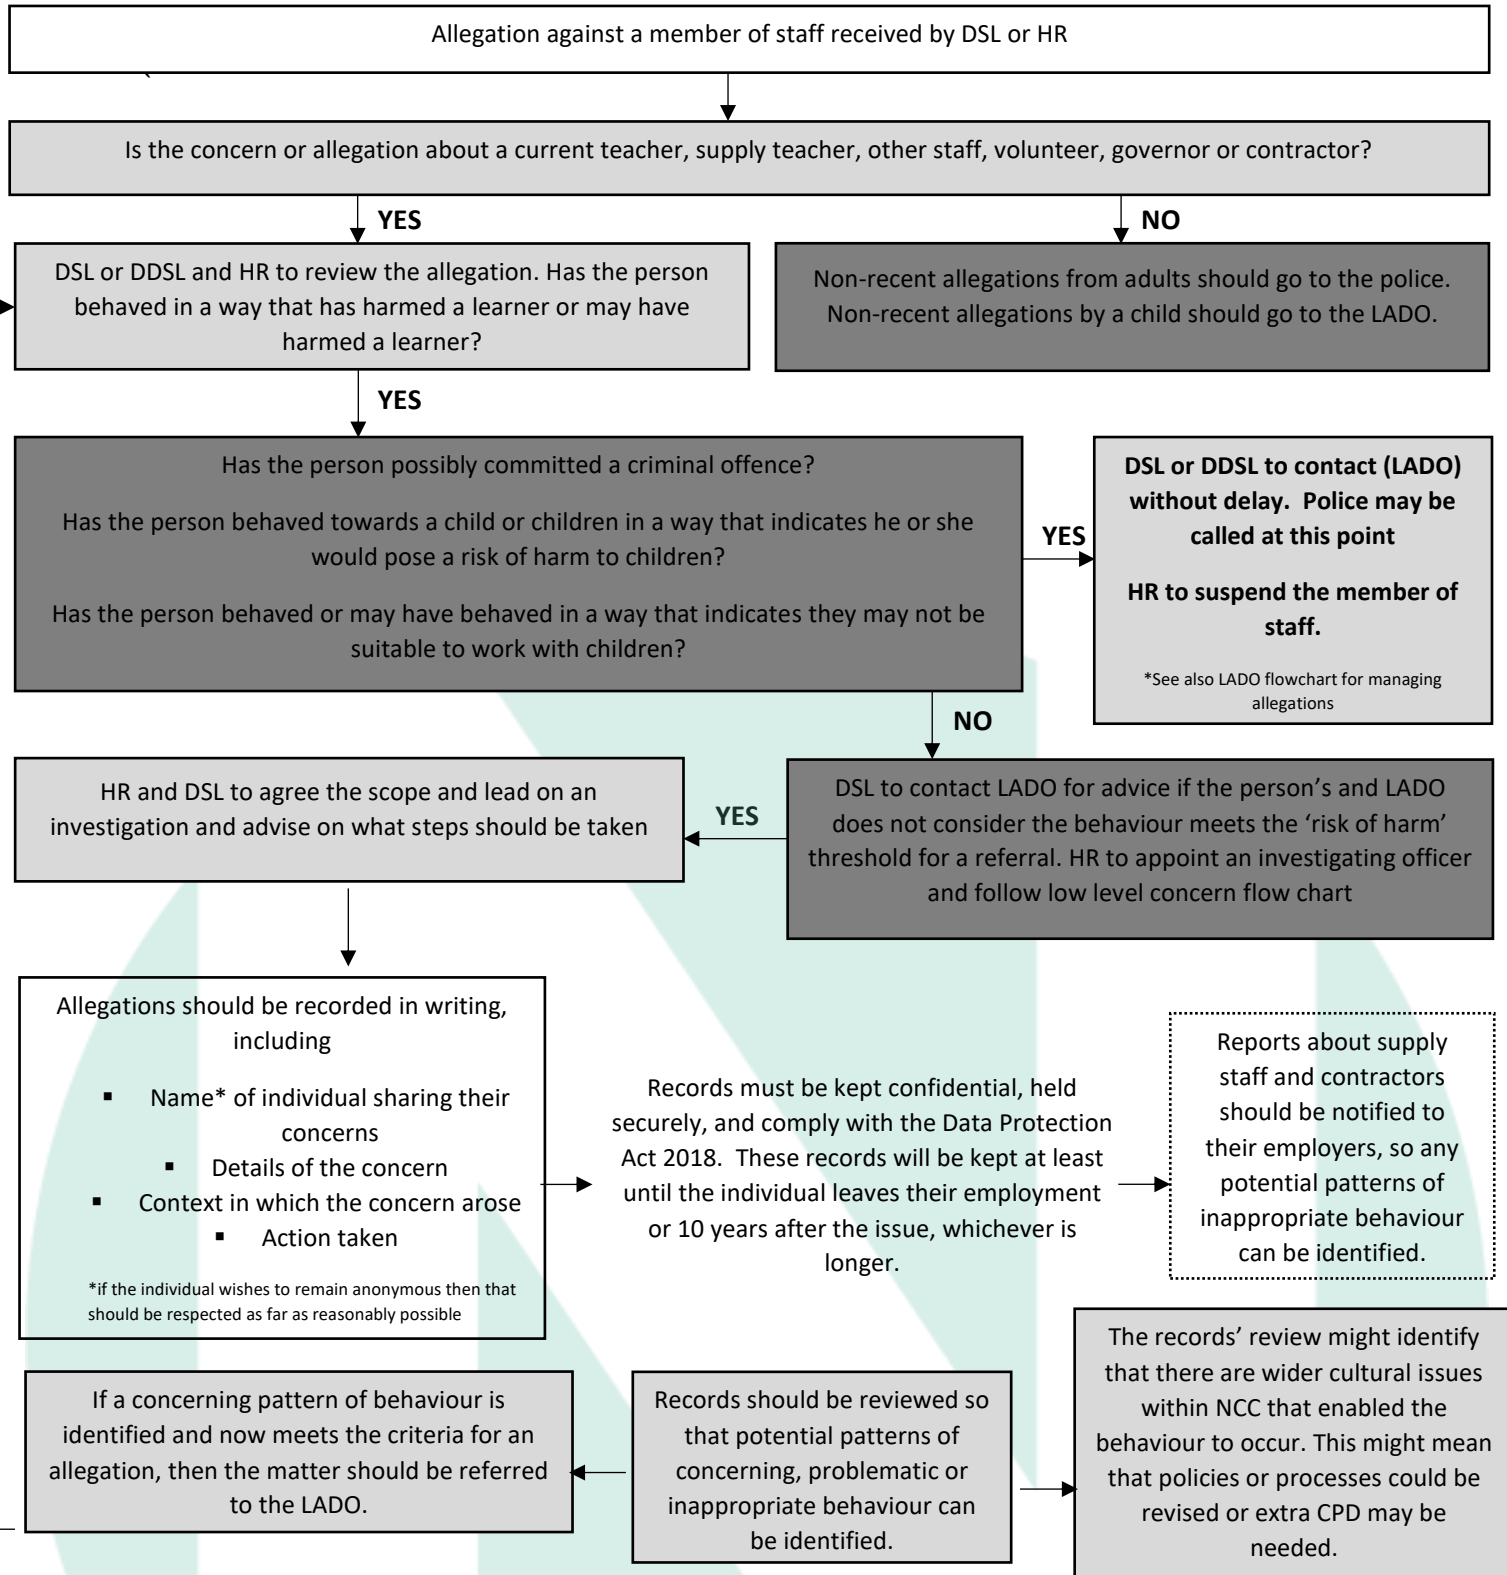 Allegation against a member of staff received by DSL or HR
Is the concern or allegation about a current teacher, supply teacher, other staff, volunteer, governor or contractor?
YES
NO
DSL or DDSL and HR to review the allegation. Has the person
behaved in a way that has harmed a learner or may have
harmed a learner?
Non-recent allegations from adults should go to the police.
Non-recent allegations by a child should go to the LADO.
YES
Has the person possibly committed a criminal offence?
Has the person behaved towards a child or children in a way that indicates he or she
would pose a risk of harm to children?
Has the person behaved or may have behaved in a way that indicates they may not be
suitable to work with children?
YES
DSL or DDSL to contact (LADO)
without delay.  Police may be
called at this point
HR to suspend the member of
staff.
*See also LADO flowchart for managing
allegations
NO
HR and DSL to agree the scope and lead on an
investigation and advise on what steps should be taken
YES
DSL to contact LADO for advice if the person’s and LADO
does not consider the behaviour meets the ‘risk of harm’
threshold for a referral. HR to appoint an investigating officer
and follow low level concern flow chart
Allegations should be recorded in writing,
including
▪ Name* of individual sharing their
concerns
▪ Details of the concern
▪ Context in which the concern arose
▪ Action taken
*if the individual wishes to remain anonymous then that
should be respected as far as reasonably possible
Records must be kept confidential, held
securely, and comply with the Data Protection
Act 2018.  These records will be kept at least
until the individual leaves their employment
or 10 years after the issue, whichever is
longer.
Reports about supply
staff and contractors
should be notified to
their employers, so any
potential patterns of
inappropriate behaviour
can be identified.
If a concerning pattern of behaviour is
identified and now meets the criteria for an
allegation, then the matter should be referred
to the LADO.
Records should be reviewed so
that potential patterns of
concerning, problematic or
inappropriate behaviour can
be identified.
The records’ review might identify
that there are wider cultural issues
within NCC that enabled the
behaviour to occur. This might mean
that policies or processes could be
revised or extra CPD may be
needed.